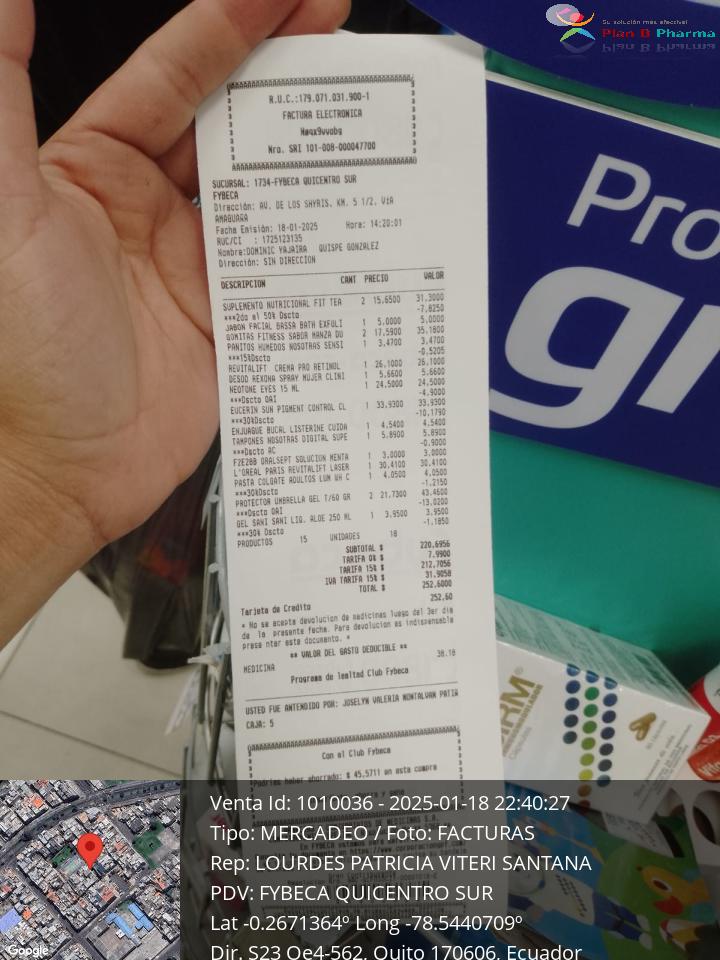 Su solución más efectiva!
Plan B Pharma
R.U.C.:179.071.031.900-1
FACTURA ELECTRONICA
Nro. SRI 101-008-000047700
SUCURSAL: 1734-FYBECA QUICENTRO SUR
FYBECA
Dirección: AV. DE LOS SHYRIS, KM. 5 1/2, VIA
AMAGUAÑA
Fecha Emisión: 18-01-2025 Hora: 14:20:01
RUC/CI : 1725123135
Nombre:DOMINIC YAJAIRA QUISPE GONZALEZ
Dirección: SIN DIRECCION
DESCRIPCION CANT PRECIO VALOR
SUPLEMENTO NUTRICIONAL FIT TEA 2 15.6500 31.3000
***2do al 50% Dscto -7.8250
JABON FACIAL BASSA BATH EXFOLI 1 5.0000 5.0000
GOMITAS FITNESS SABOR MANZA DU 2 17.5900 35.1800
PANITOS HUMEDOS NOSOTRAS SENSI 1 3.4700 3.4700
***15%Dscto -0.5205
REVITALIFT CREMA PRO RETINOL 1 26.1000 26.1000
DESOD REXONA SPRAY MUJER CLINI 1 5.6600 5.6600
NEOTONE EYES 15 ML 1 24.5000 24.5000
***Dscto OAI -4.9000
EUCERIN SUN PIGMENT CONTROL CL 1 33.9300 33.9300
***30%Dscto -10.1790
ENJUAGUE BUCAL LISTERINE CUIDA 1 4.5400 4.5400
TAMPONES NOSOTRAS DIGITAL SUPE 1 5.8900 5.8900
***Dscto AC -0.9000
F2E2BB ORALSEPT SOLUCION MENTA 1 3.0000 3.0000
L'OREAL PARIS REVITALIFT LASER 1 30.4100 30.4100
PASTA COLGATE ADULTOS LUM WH C 1 4.0500 4.0500
***30%Dscto -1.2150
PROTECTOR UMBRELLA GEL T/60 GR 2 21.7300 43.4600
***Dscto OAI -13.0200
GEL SANI SANI LIQ. ALOE 250 ML 1 3.9500 3.9500
***30% Dscto -1.1850
PRODUCTOS 15 UNIDADES 18
SUBTOTAL $ 220.6956
TARIFA 0% $ 7.9900
TARIFA 15% $ 212.7056
IVA TARIFA 15% $ 31.9058
TOTAL $ 252.6000
Tarjeta de Credito 252.60
* No se acepta devolucion de medicinas luego del 3er dia
de la presente fecha. Para devolucion es indispensable
prese ntar este documento. *
** VALOR DEL GASTO DEDUCIBLE **
MEDICINA 38.18
Programa de lealtad Club Fybeca
USTED FUE ANTENDIDO POR: JOSELYN VALERIA MONTALVAN PATIÑ
CAJA: 5
Con el Club Fybeca
Podrías haber ahorrado: $ 45.5711 en esta compra
Pro
gr
Venta Id: 1010036 - 2025-01-18 22:40:27
Tipo: MERCADEO / Foto: FACTURAS
Rep: LOURDES PATRICIA VITERI SANTANA
PDV: FYBECA QUICENTRO SUR
Lat -0.2671364º Long -78.5440709º
Dir. S23 Oe4-562, Quito 170606, Ecuador
Google